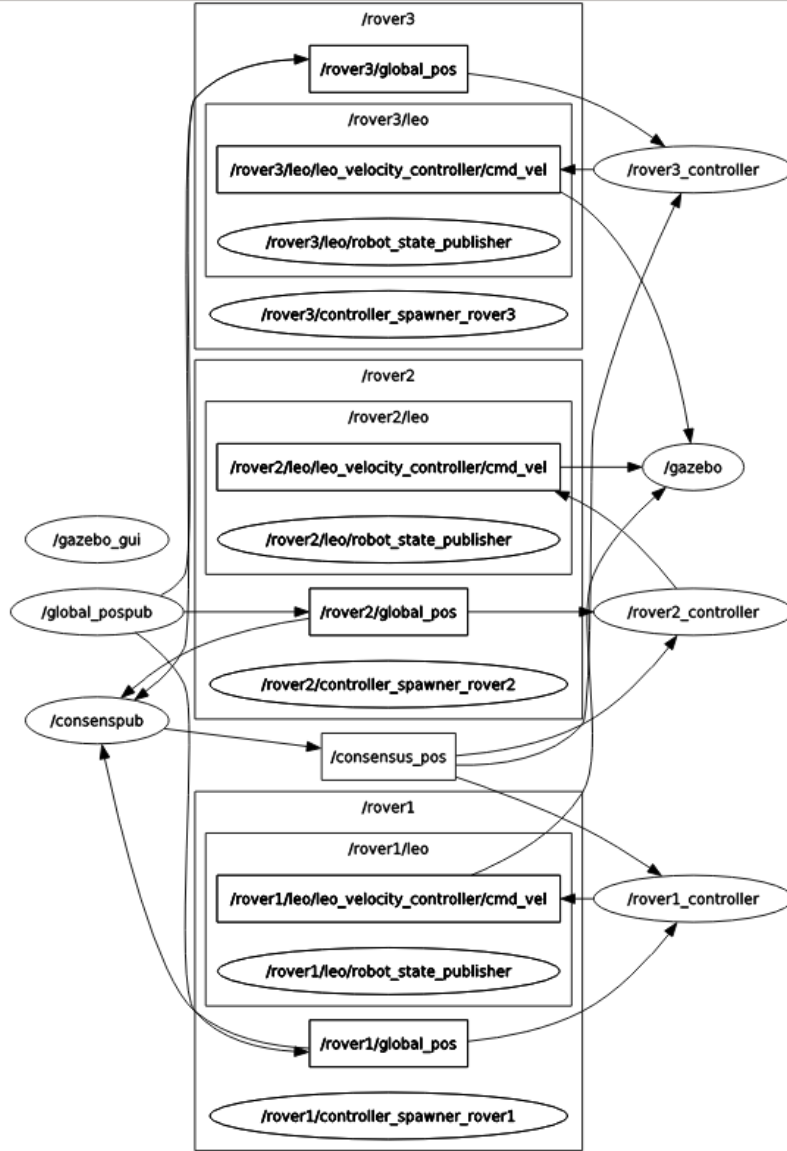 /rover3
/rover3/global_pos
/rover3/leo
/rover3/leo/leo_velocity_controller/cmd_vel
/rover3_controller
/rover3/leo/robot_state_publisher
/rover3/controller_spawner_rover3
/rover2
/rover2/leo
/rover2/leo/leo_velocity_controller/cmd_vel
/gazebo
/gazebo_gui
/rover2/leo/robot_state_publisher
/global_pospub
/rover2/global_pos
/rover2_controller
/rover2/controller_spawner_rover2
/consenspub
/consensus_pos
/rover1
/rover1/leo
/rover1/leo/leo_velocity_controller/cmd_vel
/rover1_controller
/rover1/leo/robot_state_publisher
/rover1/global_pos
/rover1/controller_spawner_rover1